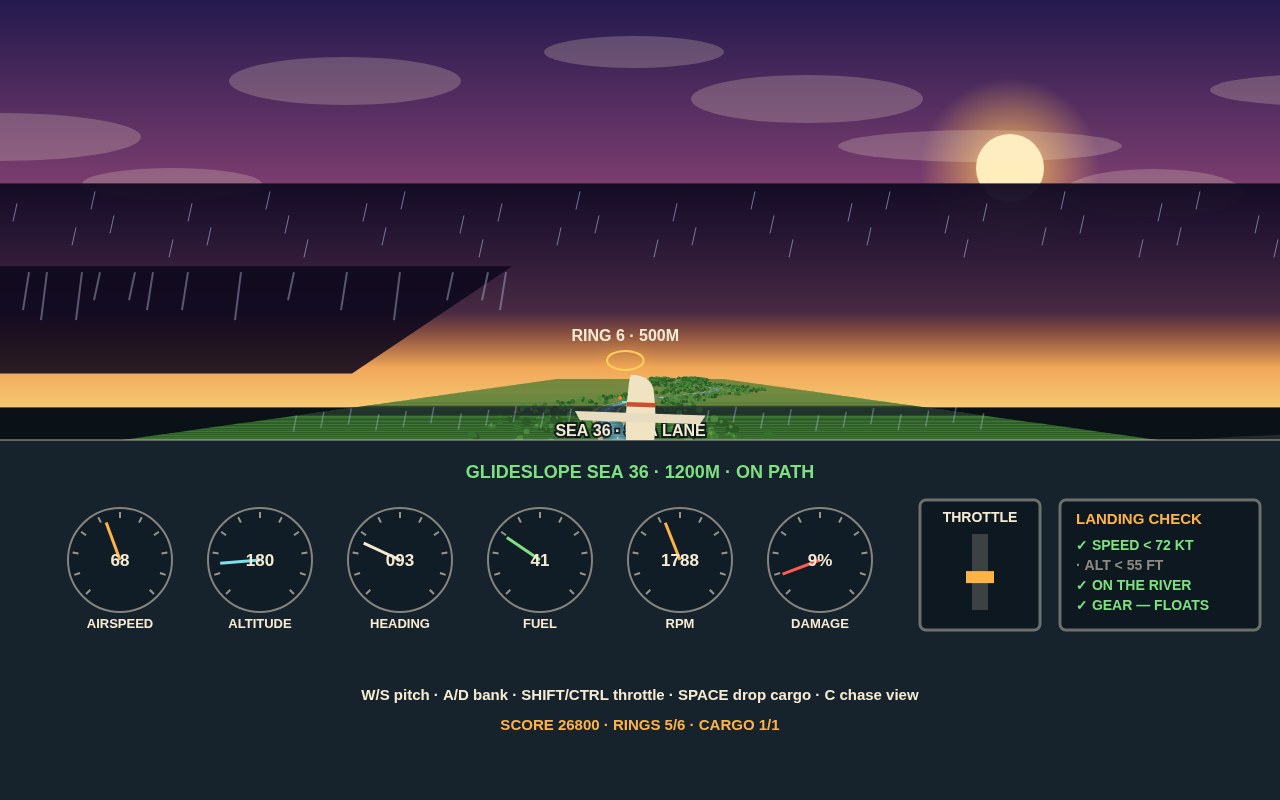 RING 6 · 500M
SEA 36 · LANE
GLIDESLOPE SEA 36 · 1200M · ON PATH
68
180
093
41
1788
9%
AIRSPEED
ALTITUDE
HEADING
FUEL
RPM
DAMAGE
THROTTLE
LANDING CHECK
✓ SPEED < 72 KT
· ALT < 55 FT
✓ ON THE RIVER
✓ GEAR — FLOATS
W/S pitch · A/D bank · SHIFT/CTRL throttle · SPACE drop cargo · C chase view
SCORE 26800 · RINGS 5/6 · CARGO 1/1